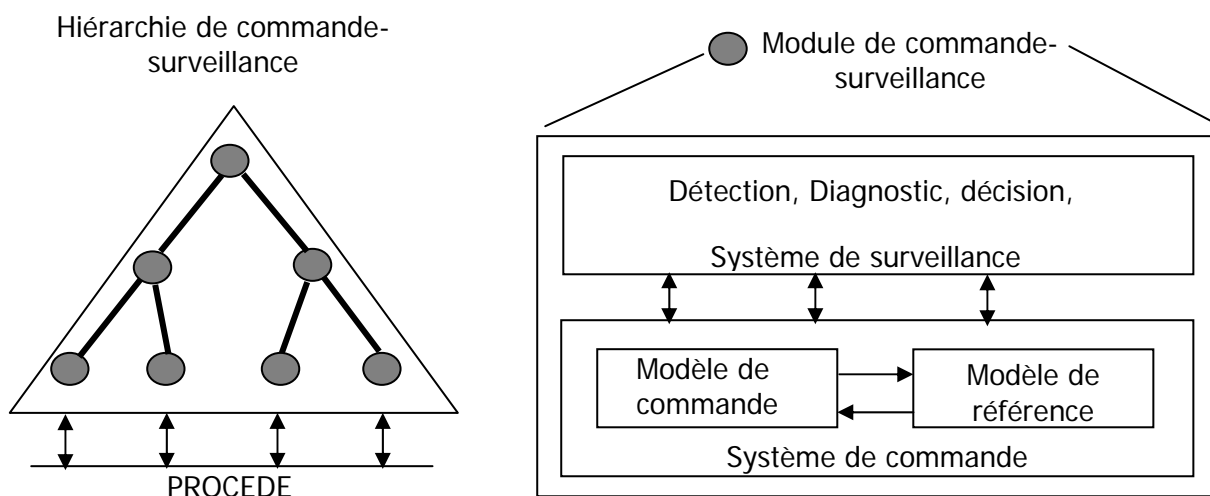 Hiérarchie de commande-
surveillance
PROCEDE
Module de commande-
surveillance
Détection, Diagnostic, décision,
Système de surveillance
Modèle de
commande
Modèle de
référence
Système de commande